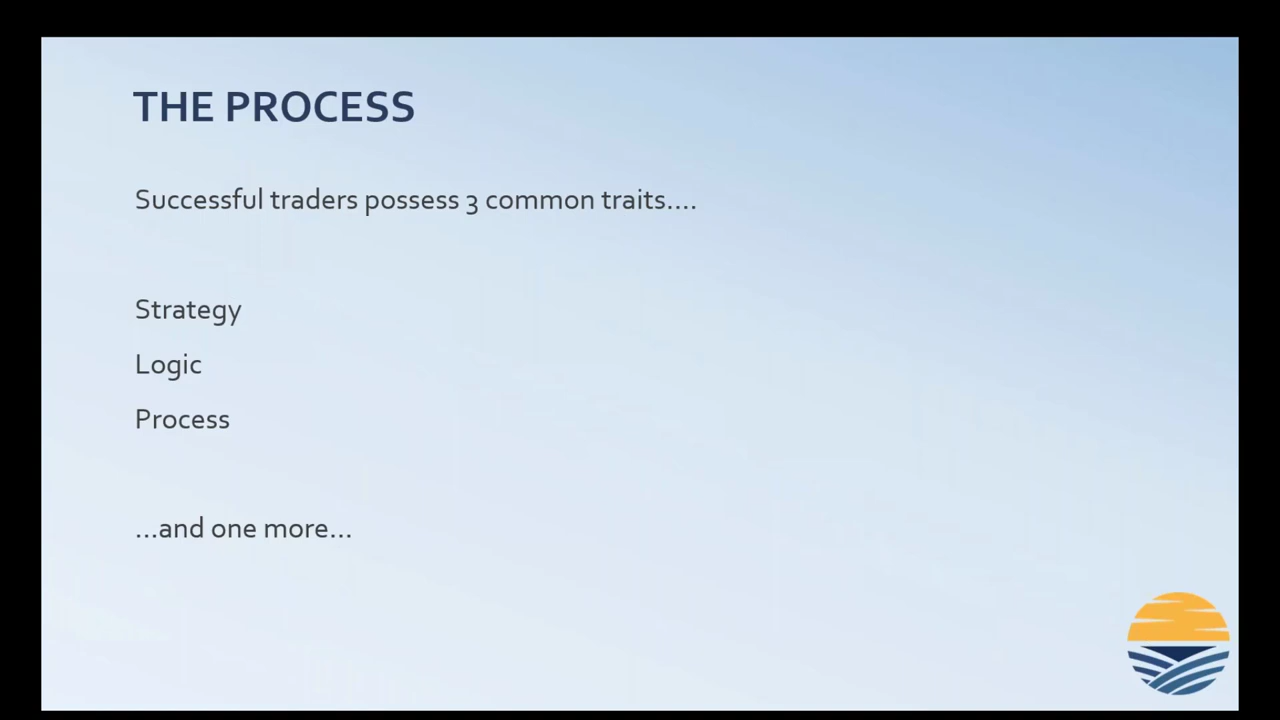 THE PROCESS
Successful traders possess 3 common traits....
Strategy
Logic
Process
...and one more...